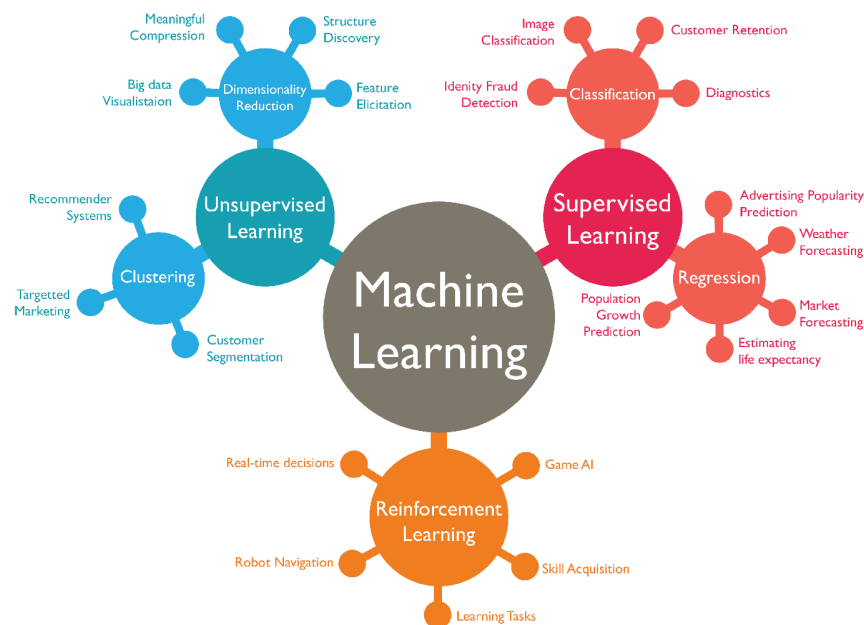 Meaningful
Compression
Structure
Discovery
Big data
Visualistaion
Dimensionality
Reduction
Feature
Elicitation
Image
Classification
Customer Retention
Idenity Fraud
Detection
Classification
Diagnostics
Unsupervised
Learning
Supervised
Learning
Recommender
Systems
Clustering
Targetted
Marketing
Customer
Segmentation
Machine
Learning
Advertising Popularity
Prediction
Weather
Forecasting
Regression
Population
Growth
Prediction
Market
Forecasting
Estimating
life expectancy
Real-time decisions
Game AI
Reinforcement
Learning
Robot Navigation
Skill Acquisition
Learning Tasks